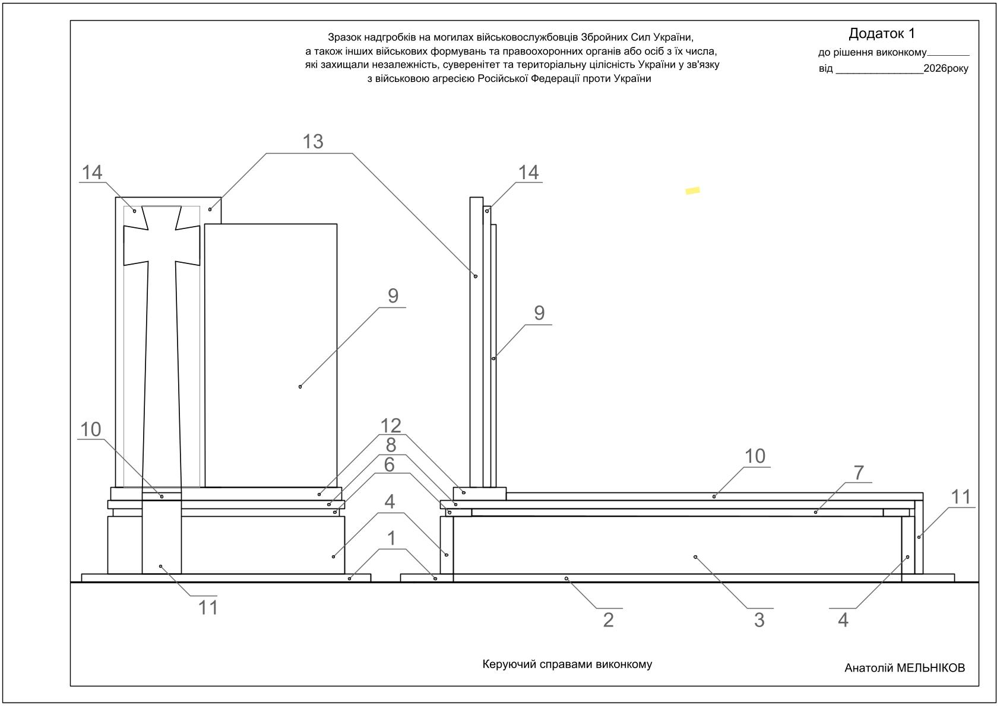 Зразок надгробків на могилах військовослужбовців Збройних Сил України,
а також інших військових формувань та правоохоронних органів або осіб з їх числа,
які захищали незалежність, суверенітет та територіальну цілісність України у зв'язку
з військовою агресією Російської Федерації проти України
Додаток 1
до рішення виконкому________
від ________________2026року
13
14
14
9
9
10
12
8
6
10
7
4
11
1
11
2
3
4
Керуючий справами виконкому
Анатолій МЕЛЬНІКОВ